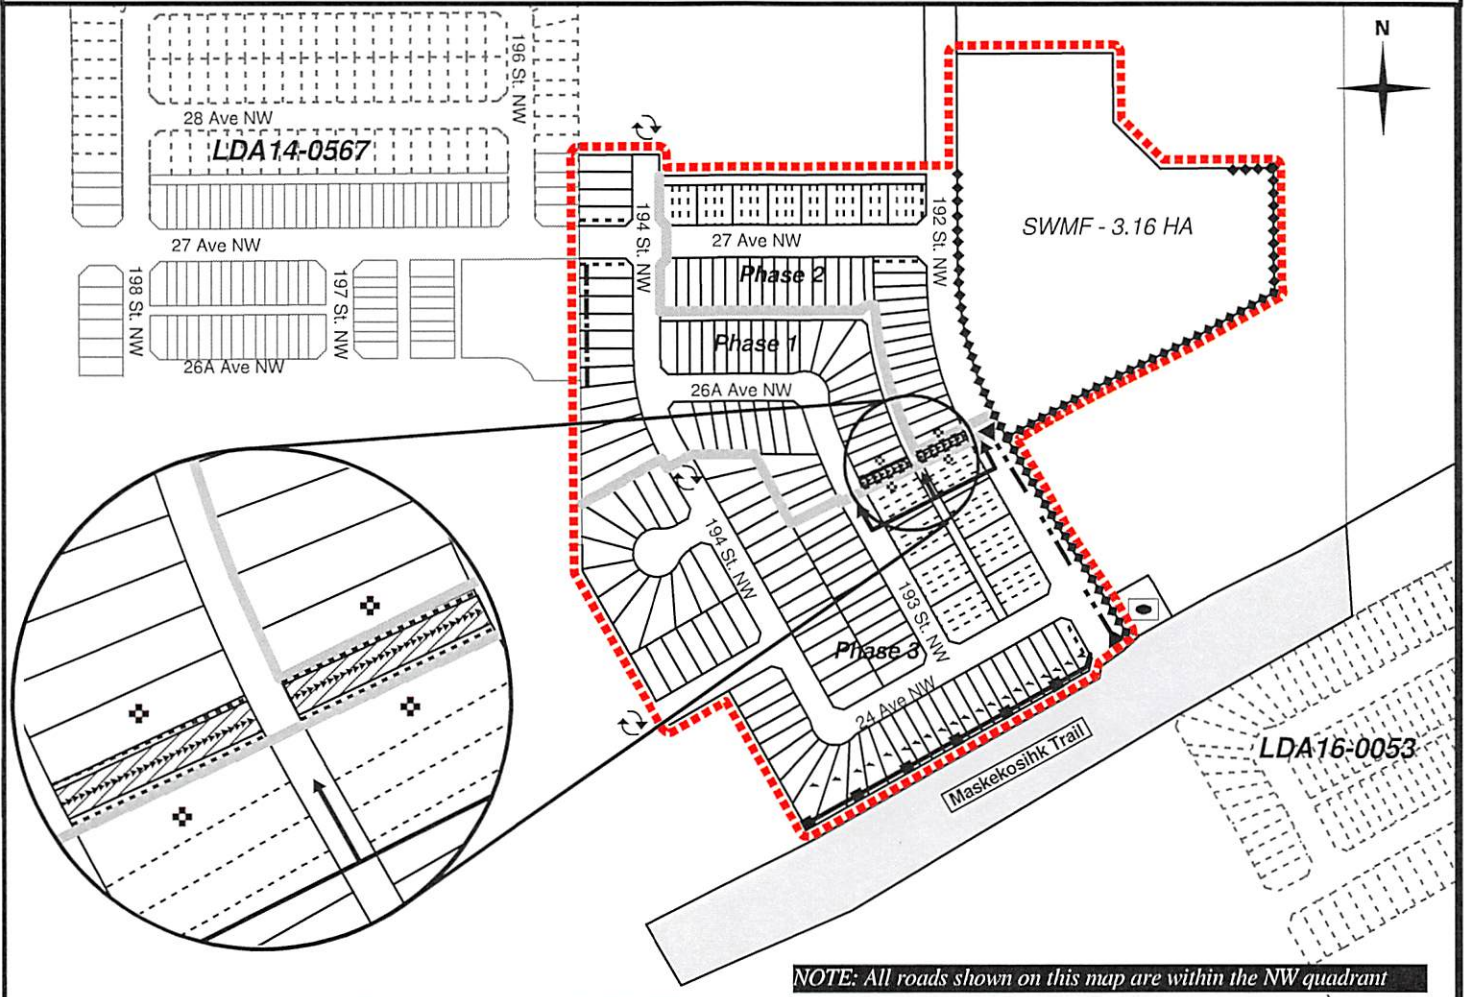 N
196 St. NW
28 Ave NW
LDA14-0567
27 Ave NW
194 St. NW
27 Ave NW
192 St. NW
SWMF - 3.16 HA
Phase 2
198 St. NW
197 St. NW
26A Ave NW
Phase 1
26A Ave NW
194 St. NW
193 St. NW
Phase 3
24 Ave NW
Maskekosihk Trail
LDA16-0053
NOTE: All roads shown on this map are within the NW quadrant